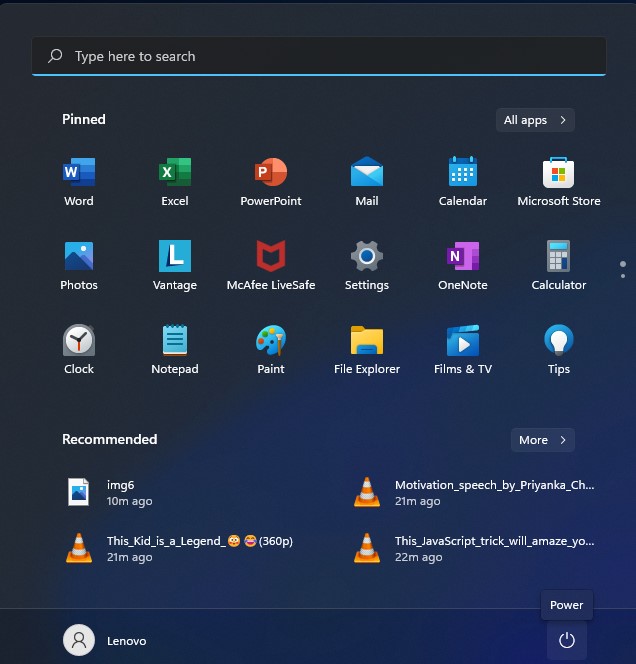 Type here to search
Pinned
All apps
Word
Excel
PowerPoint
Mail
Calendar
Microsoft Store
Photos
Vantage
McAfee LiveSafe
Settings
OneNote
Calculator
Clock
Notepad
Paint
File Explorer
Films & TV
Tips
Recommended
More
img6
10m ago
Motivation_speech_by_Priyanka_Ch...
21m ago
This_Kid_is_a_Legend_🤠😂(360p)
21m ago
This_JavaScript_trick_will_amaze_yo...
22m ago
Power
Lenovo